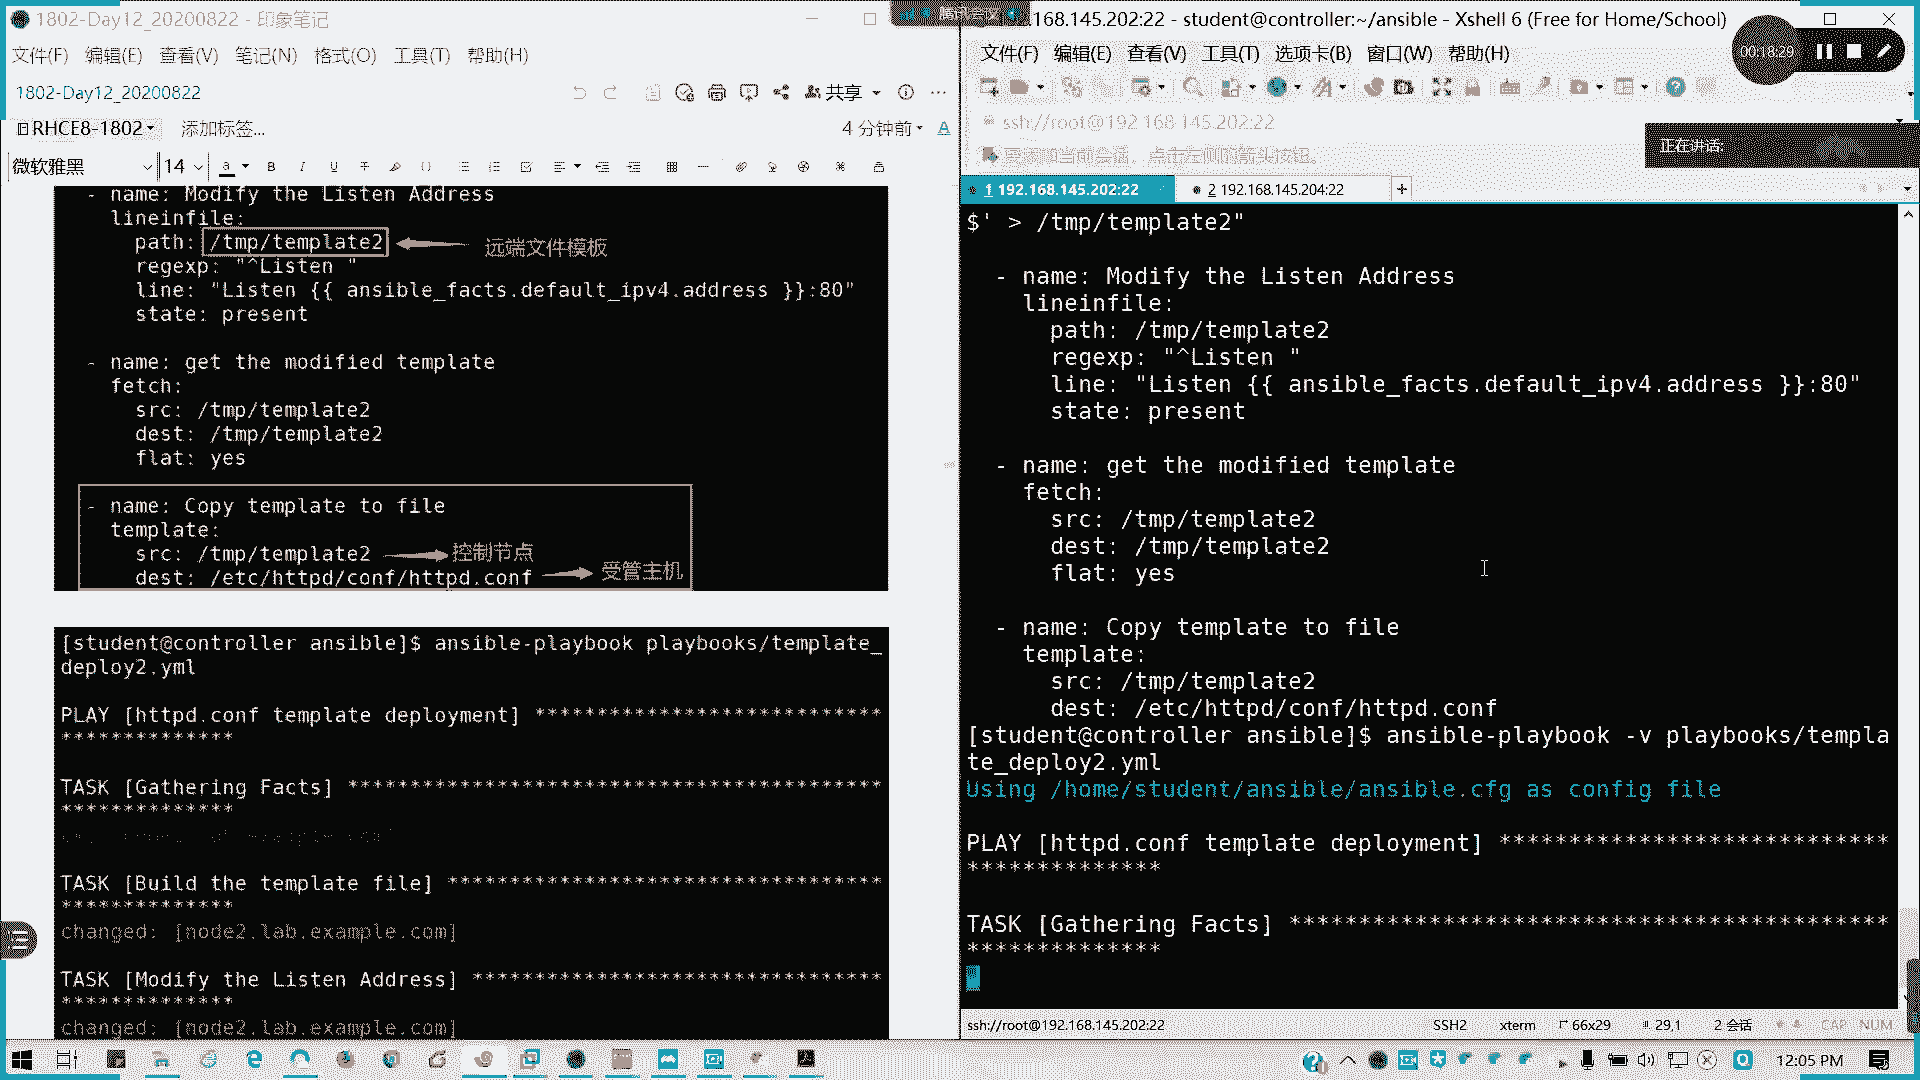 1802-Day12_20200822 - 印象笔记
文件(F) 编辑(E) 查看(V) 笔记(N) 格式(O) 工具(T) 帮助(H)
1802-Day12_20200822
共享
RHCE8-1802
添加标签...
4 分钟前
微软雅黑 14
- name: Modify the Listen Address
lineinfile:
path: /tmp/template2
远端文件模板
regexp: "^Listen "
line: "Listen {{ ansible_facts.default_ipv4.address }}:80"
state: present
- name: get the modified template
fetch:
src: /tmp/template2
dest: /tmp/template2
flat: yes
- name: Copy template to file
template:
src: /tmp/template2
控制节点
dest: /etc/httpd/conf/httpd.conf
受管主机
[student@controller ansible]$ ansible-playbook playbooks/template_
deploy2.yml
PLAY [httpd.conf template deployment] ****************************
**************
TASK [Gathering Facts] *******************************************
**************
TASK [Build the template file] ***********************************
**************
changed: [node2.lab.example.com]
TASK [Modify the Listen Address] *********************************
**************
changed: [node2.lab.example.com]
腾讯会议
168.145.202:22 - student@controller:~/ansible - Xshell 6 (Free for Home/School)
文件(F) 编辑(E) 查看(V) 工具(T) 选项卡(B) 窗口(W) 帮助(H)
00:18:29
ssh://root@192.168.145.202:22
要添加当前会话，点击左侧的箭头按钮。
正在讲话:
1 192.168.145.202:22
2 192.168.145.204:22
$' > /tmp/template2"
- name: Modify the Listen Address
lineinfile:
path: /tmp/template2
regexp: "^Listen "
line: "Listen {{ ansible_facts.default_ipv4.address }}:80"
state: present
- name: get the modified template
fetch:
src: /tmp/template2
dest: /tmp/template2
flat: yes
- name: Copy template to file
template:
src: /tmp/template2
dest: /etc/httpd/conf/httpd.conf
[student@controller ansible]$ ansible-playbook -v playbooks/templa
te_deploy2.yml
Using /home/student/ansible/ansible.cfg as config file
PLAY [httpd.conf template deployment] ****************************
**************
TASK [Gathering Facts] *******************************************
**************
ssh://root@192.168.145.202:22
SSH2 xterm 66x29 29,1 2 会话 CAP NUM
12:05 PM